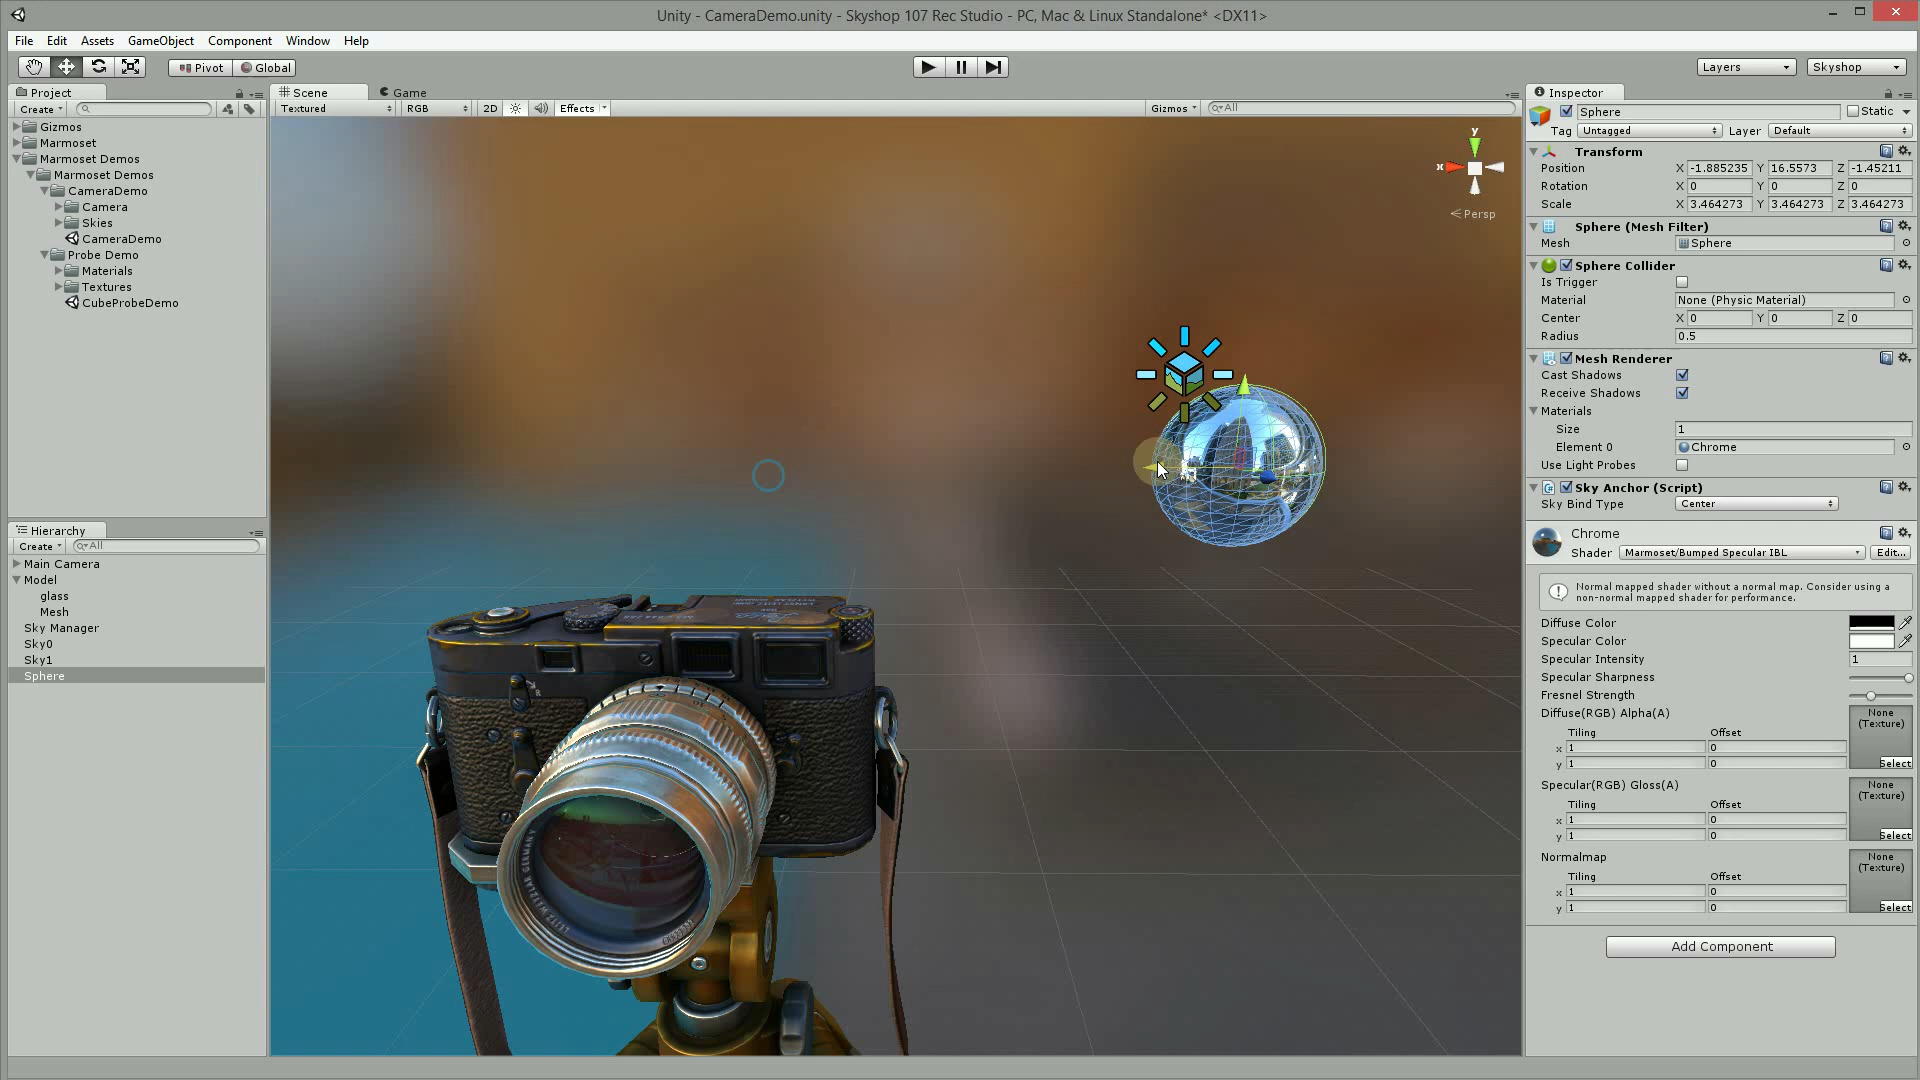 Unity - CameraDemo.unity - Skyshop 107 Rec Studio - PC, Mac & Linux Standalone* <DX11>
File Edit Assets GameObject Component Window Help
Pivot Global Layers Skyshop
Project
Create
Gizmos
Marmoset
Marmoset Demos
Marmoset Demos
CameraDemo
Camera
Skies
CameraDemo
Probe Demo
Materials
Textures
CubeProbeDemo
Hierarchy
Create All
Main Camera
Model
glass
Mesh
Sky Manager
Sky0
Sky1
Sphere
Scene Game
Textured RGB 2D Effects Gizmos All
y
x
Persp
Inspector
Sphere Static
Tag Untagged Layer Default
Transform
Position X -1.885235 Y 16.5573 Z -1.45211
Rotation X 0 Y 0 Z 0
Scale X 3.464273 Y 3.464273 Z 3.464273
Sphere (Mesh Filter)
Mesh Sphere
Sphere Collider
Is Trigger
Material None (Physic Material)
Center X 0 Y 0 Z 0
Radius 0.5
Mesh Renderer
Cast Shadows
Receive Shadows
Materials
Size 1
Element 0 Chrome
Use Light Probes
Sky Anchor (Script)
Sky Bind Type Center
Chrome
Shader Marmoset/Bumped Specular IBL Edit...
Normal mapped shader without a normal map. Consider using a
non-normal mapped shader for performance.
Diffuse Color
Specular Color
Specular Intensity 1
Specular Sharpness
Fresnel Strength
Diffuse(RGB) Alpha(A) None
(Texture)
Tiling Offset
x 1 0
y 1 0 Select
Specular(RGB) Gloss(A) None
(Texture)
Tiling Offset
x 1 0
y 1 0 Select
Normalmap None
(Texture)
Tiling Offset
x 1 0
y 1 0 Select
Add Component